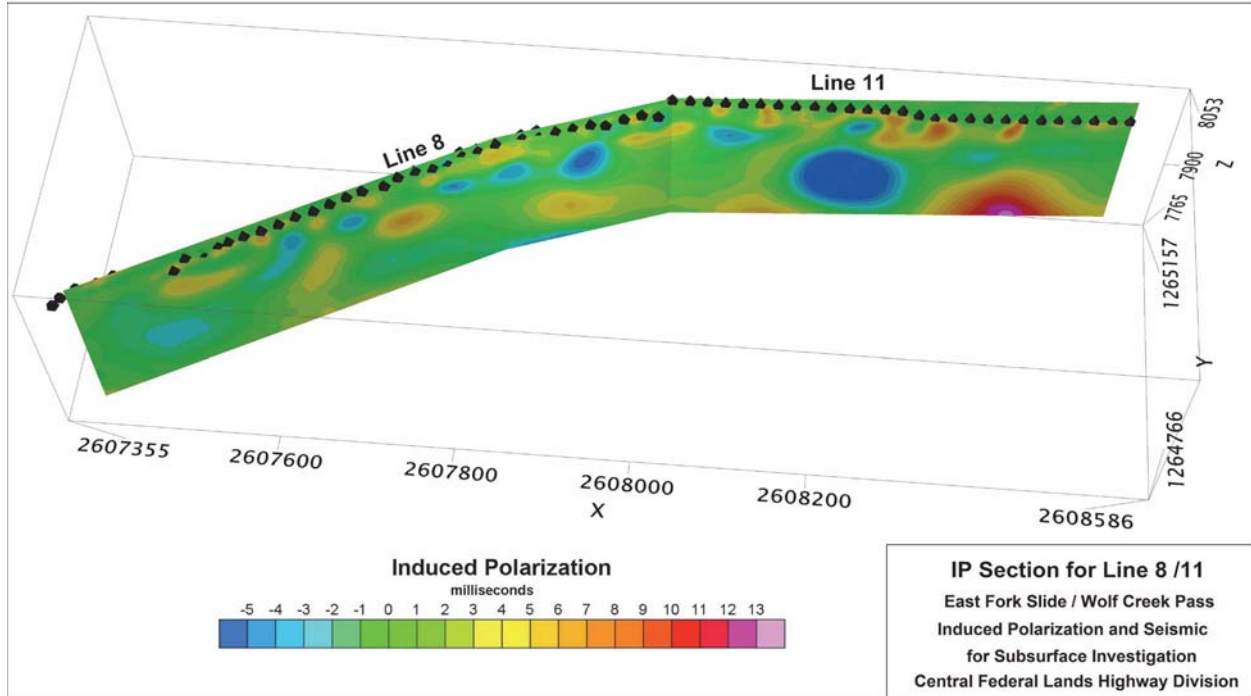 Line 11
Line 8
8053
7900
Z
7765
1265157
Y
1264766
2607355
2607600
2607800
2608000
2608200
2608586
X
Induced Polarization
milliseconds
-5 -4 -3 -2 -1 0 1 2 3 4 5 6 7 8 9 10 11 12 13
IP Section for Line 8 /11
East Fork Slide / Wolf Creek Pass
Induced Polarization and Seismic
for Subsurface Investigation
Central Federal Lands Highway Division